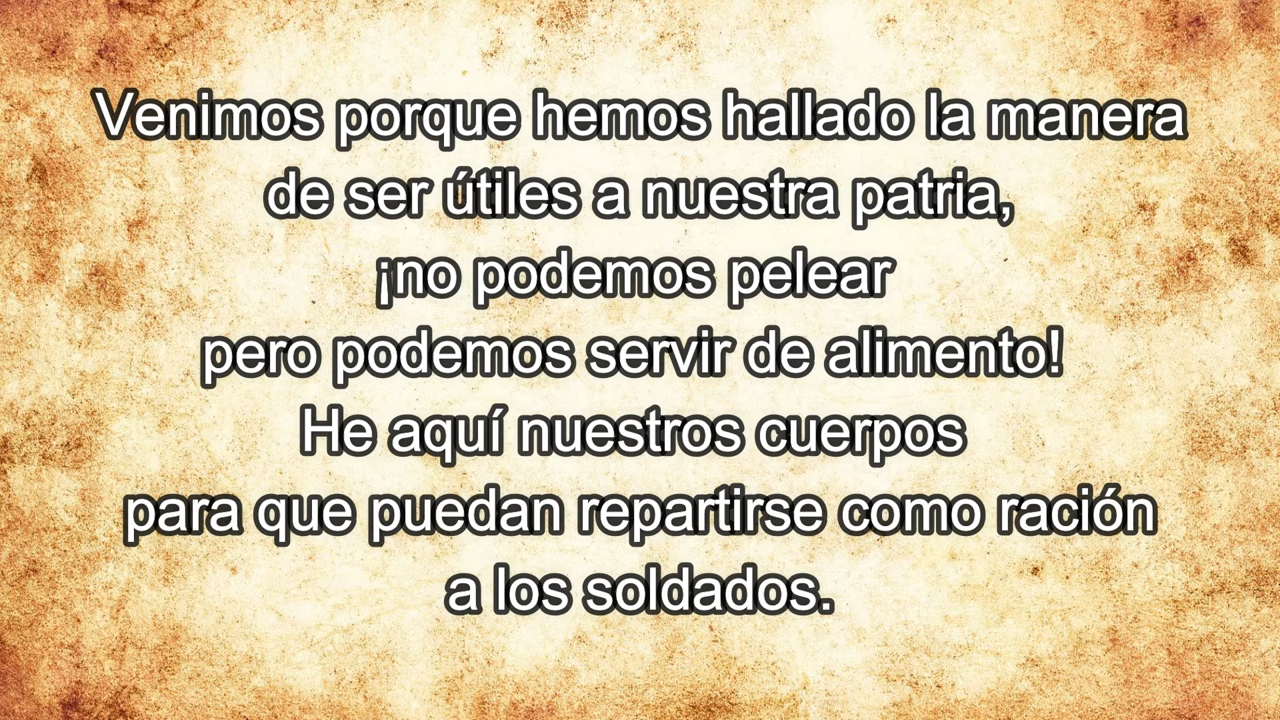 Venimos porque hemos hallado la manera
de ser útiles a nuestra patria,
¡no podemos pelear
pero podemos servir de alimento!
He aquí nuestros cuerpos
para que puedan repartirse como ración
a los soldados.